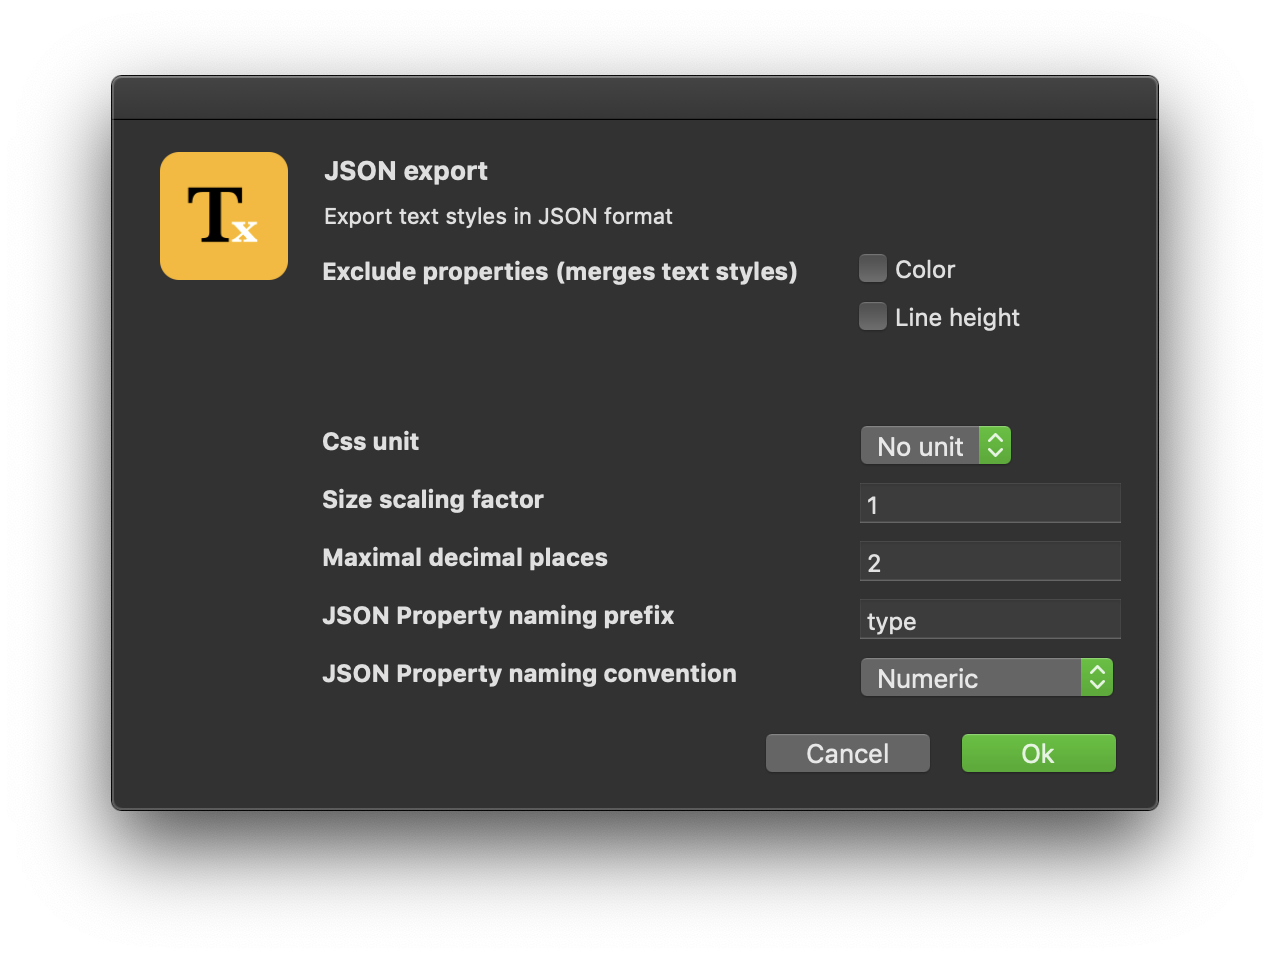 Tx
JSON export
Export text styles in JSON format
Exclude properties (merges text styles)
Color
Line height
Css unit
No unit
Size scaling factor
1
Maximal decimal places
2
JSON Property naming prefix
type
JSON Property naming convention
Numeric
Cancel
Ok